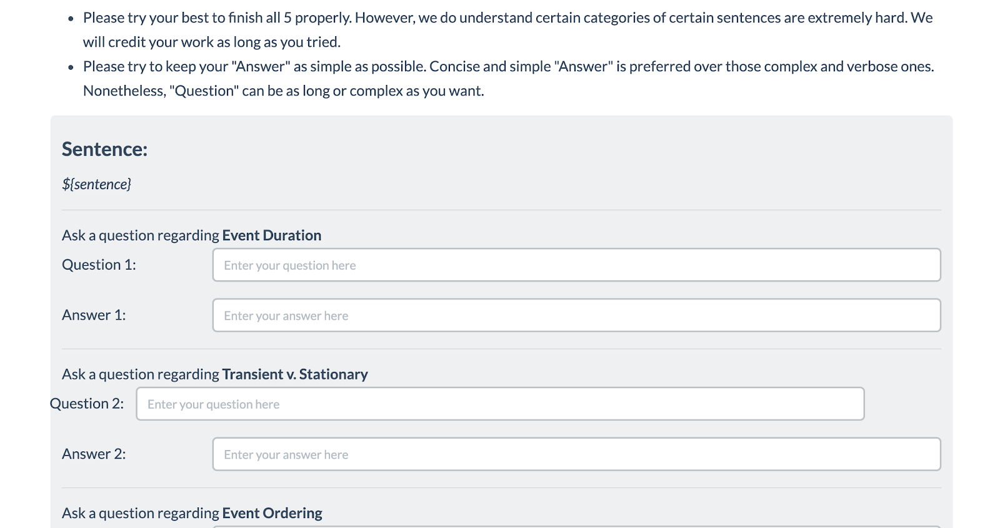 Please try your best to finish all 5 properly. However, we do understand certain categories of certain sentences are extremely hard. We
will credit your work as long as you tried.
Please try to keep your "Answer" as simple as possible. Concise and simple "Answer" is preferred over those complex and verbose ones.
Nonetheless, "Question" can be as long or complex as you want.
Sentence:
${sentence}
Ask a question regarding Event Duration
Question 1: Enter your question here
Answer 1: Enter your answer here
Ask a question regarding Transient v. Stationary
Question 2: Enter your question here
Answer 2: Enter your answer here
Ask a question regarding Event Ordering